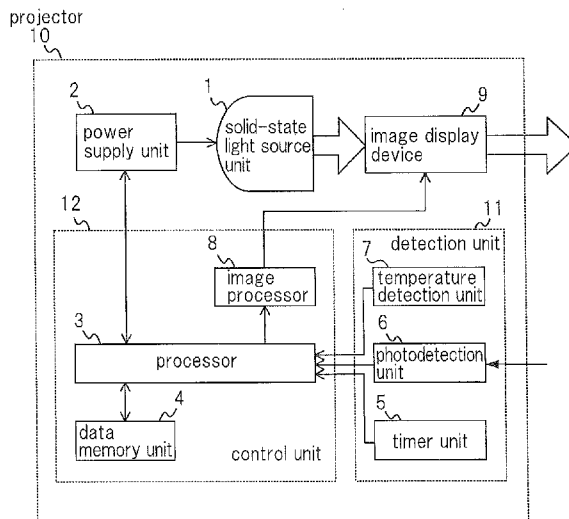 projector
10
2
power
supply unit
1
solid-state
light source
unit
9
image display
device
12
8
image
processor
11
detection unit
7
temperature
detection unit
3
processor
6
photodetection
unit
4
data
memory unit
control unit
5
timer unit